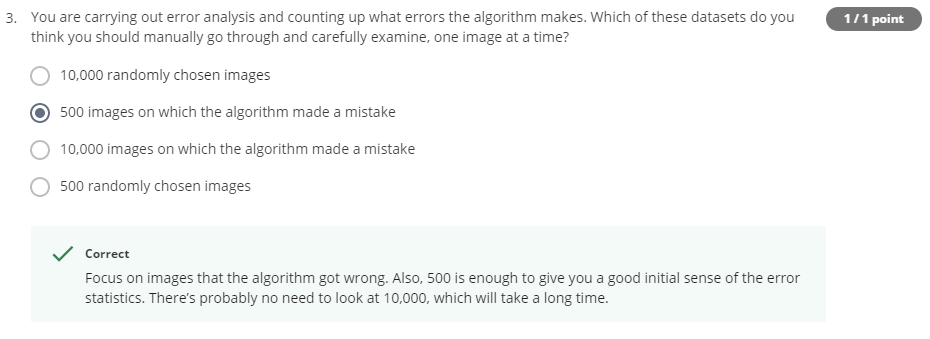 3. You are carrying out error analysis and counting up what errors the algorithm makes. Which of these datasets do you
1 / 1 point
think you should manually go through and carefully examine, one image at a time?
10,000 randomly chosen images
500 images on which the algorithm made a mistake
10,000 images on which the algorithm made a mistake
500 randomly chosen images
Correct
Focus on images that the algorithm got wrong. Also, 500 is enough to give you a good initial sense of the error
statistics. There’s probably no need to look at 10,000, which will take a long time.